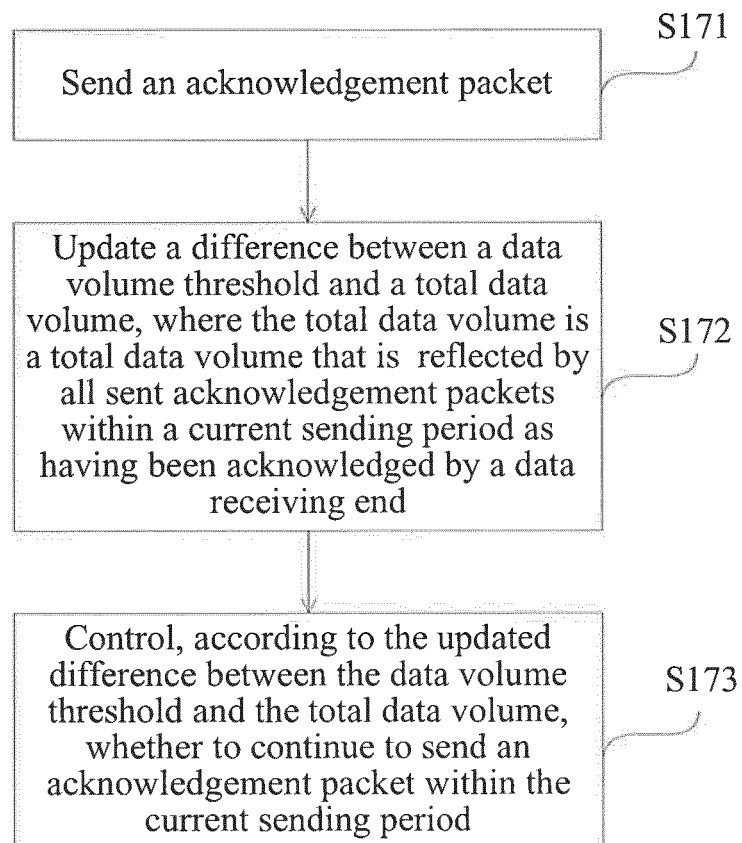 S171
Send an acknowledgement packet
Update a difference between a data
volume threshold and a total data
volume, where the total data volume is
a total data volume that is reflected by
all sent acknowledgement packets
within a current sending period as
having been acknowledged by a data
receiving end
S172
Control, according to the updated
difference between the data volume
threshold and the total data volume,
whether to continue to send an
acknowledgement packet within the
current sending period
S173